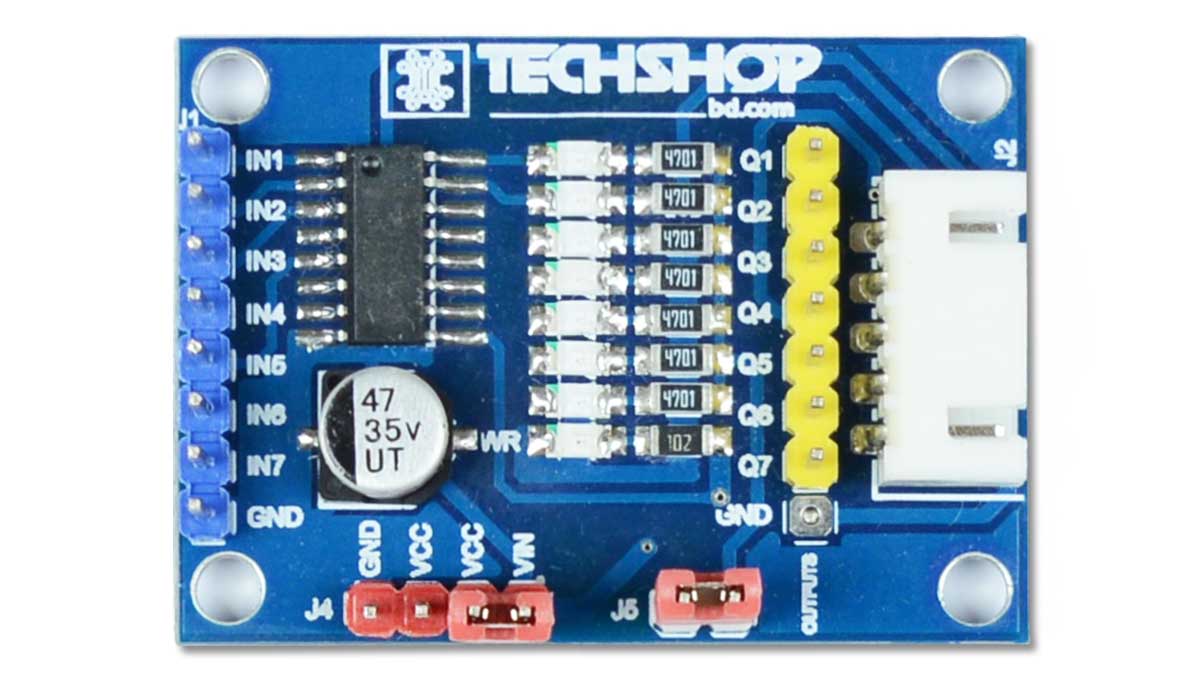 TECHSHOP
bd.com
J1
J2
IN1
IN2
IN3
IN4
IN5
IN6
IN7
GND
4701
4701
4701
4701
4701
4701
4701
102
Q1
Q2
Q3
Q4
Q5
Q6
Q7
GND
47
35v
UT
WR
GND
VCC
VCC
VIN
J4
J5
OUTPUTS